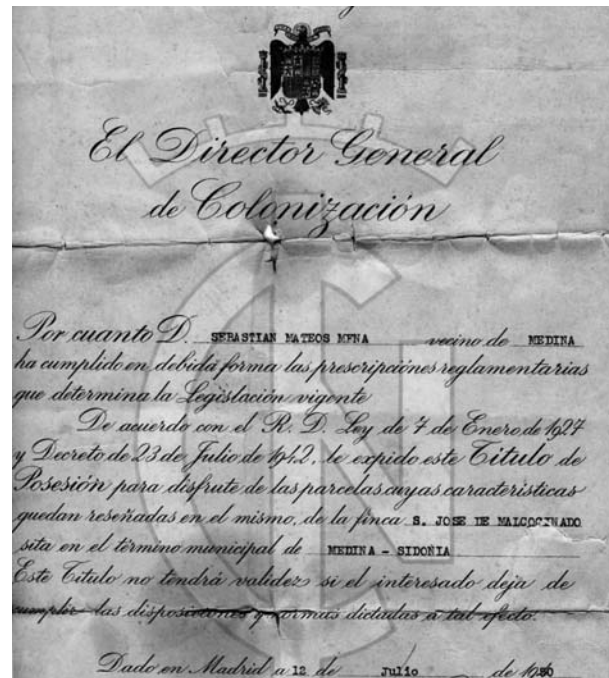 El Director General
de Colonización
Por cuanto D. SEBASTIAN MATEOS MENA vecino de MEDINA
ha cumplido en debida forma las prescripciónes reglamentarias
que determina la Legislación vigente
De acuerdo con el R. D. Ley de 7 de Enero de 1927
y Decreto de 23 de Julio de 1942, le expido este Titulo de
Posesión para disfrute de las parcelas cuyas caracteristicas
quedan reseñadas en el mismo, de la finca S. JOSE DE MALCOCINADO
sita en el término municipal de MEDINA - SIDONIA
Este Titulo no tendrá validez si el interesado deja de
cumplir las disposiciones y normas dictadas a tal efecto.
Dado en Madrid a 12 de Julio de 1950